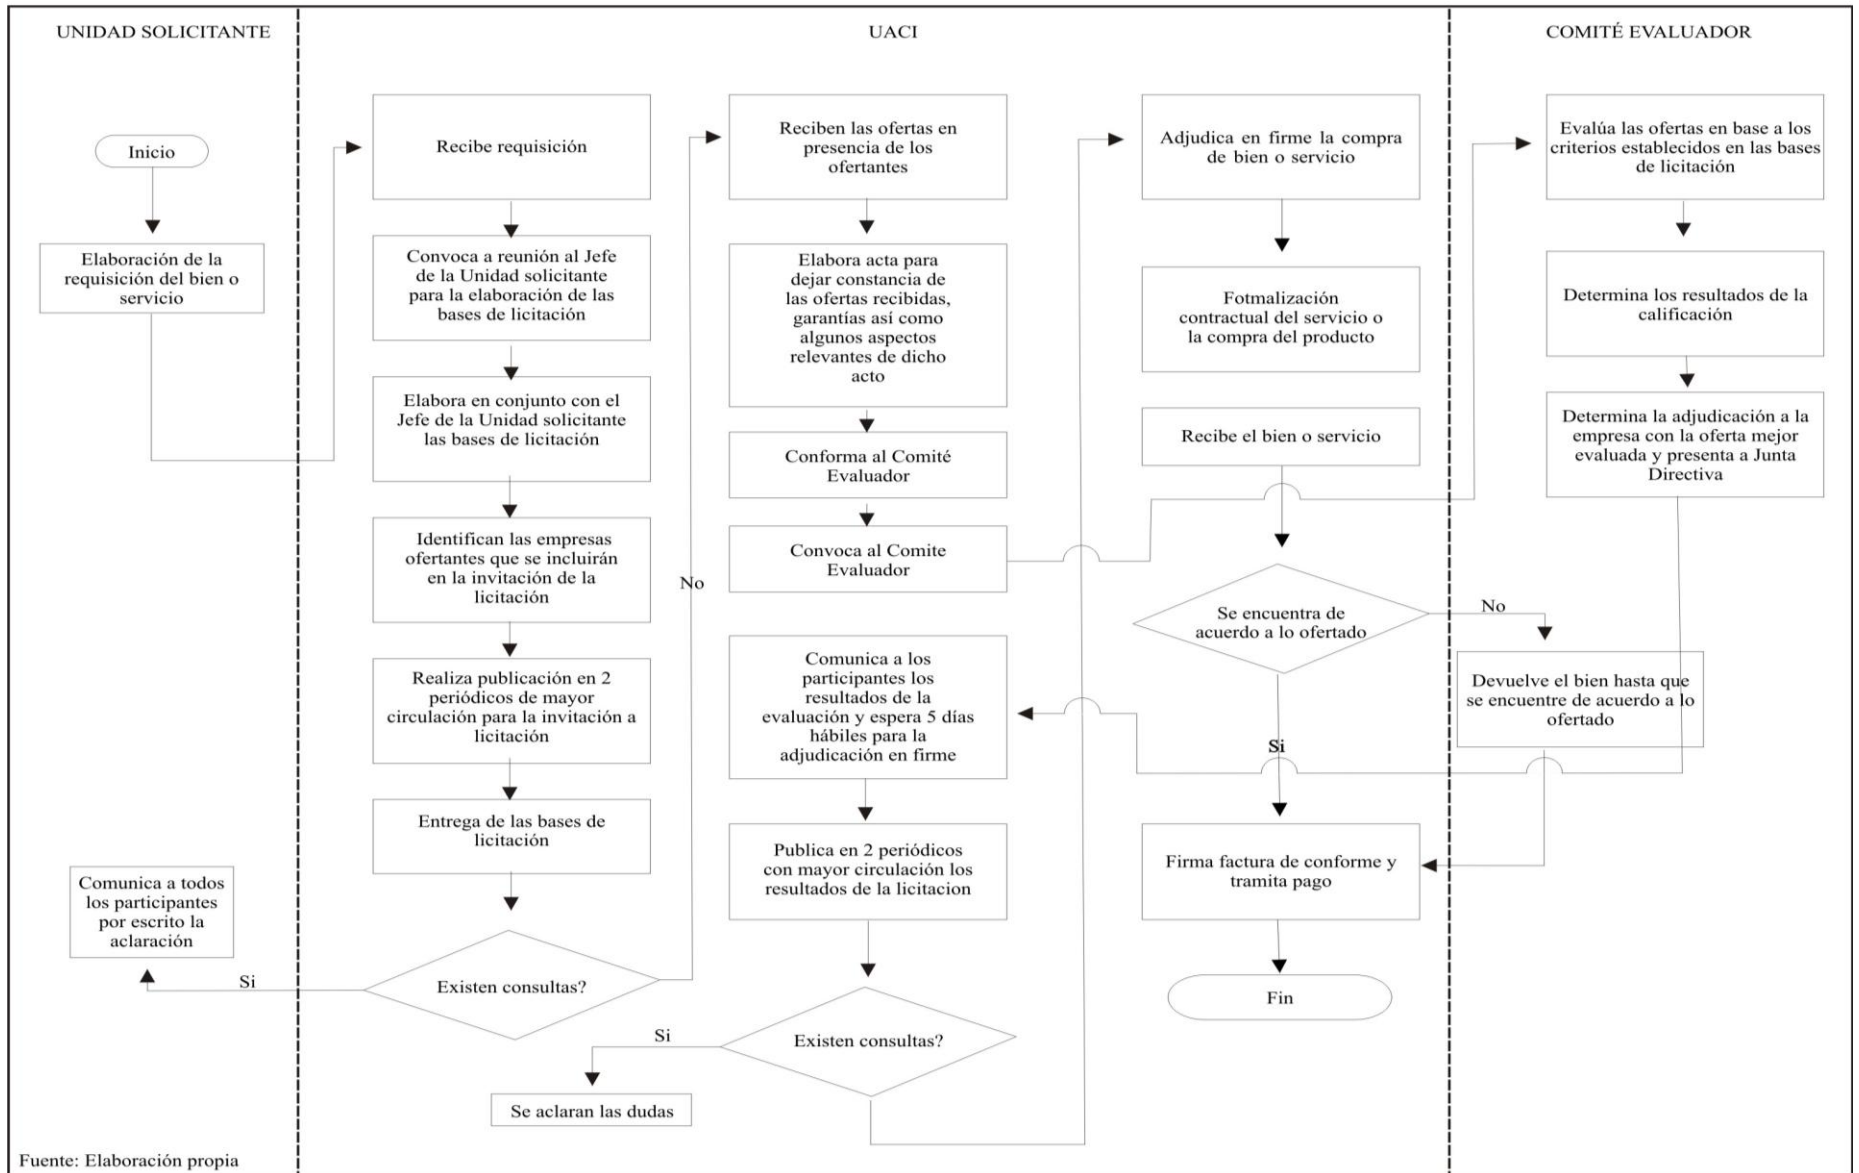 UNIDAD SOLICITANTE
UACI
COMITÉ EVALUADOR
Inicio
Elaboración de la
requisición del bien o
servicio
Comunica a todos
los participantes
por escrito la
aclaración
Si
Recibe requisición
Convoca a reunión al Jefe
de la Unidad solicitante
para la elaboración de las
bases de licitación
Elabora en conjunto con el
Jefe de la Unidad solicitante
las bases de licitación
Identifican las empresas
ofertantes que se incluirán
en la invitación de la
licitación
Realiza publicación en 2
periódicos de mayor
circulación para la invitación a
licitación
Entrega de las bases de
licitación
Existen consultas?
No
Reciben las ofertas en
presencia de los
ofertantes
Elabora acta para
dejar constancia de
las ofertas recibidas,
garantías así como
algunos aspectos
relevantes de dicho
acto
Conforma al Comité
Evaluador
Convoca al Comite
Evaluador
Comunica a los
participantes los
resultados de la
evaluación y espera 5 días
hábiles para la
adjudicación en firme
Publica en 2 periódicos
con mayor circulación los
resultados de la licitacion
Existen consultas?
Si
Se aclaran las dudas
Adjudica en firme la compra
de bien o servicio
Fotmalización
contractual del servicio o
la compra del producto
Recibe el bien o servicio
Se encuentra de
acuerdo a lo ofertado
No
Si
Firma factura de conforme y
tramita pago
Fin
Evalúa las ofertas en base a los
criterios establecidos en las bases
de licitación
Determina los resultados de la
calificación
Determina la adjudicación a la
empresa con la oferta mejor
evaluada y presenta a Junta
Directiva
Devuelve el bien hasta que
se encuentre de acuerdo a lo
ofertado
Fuente: Elaboración propia